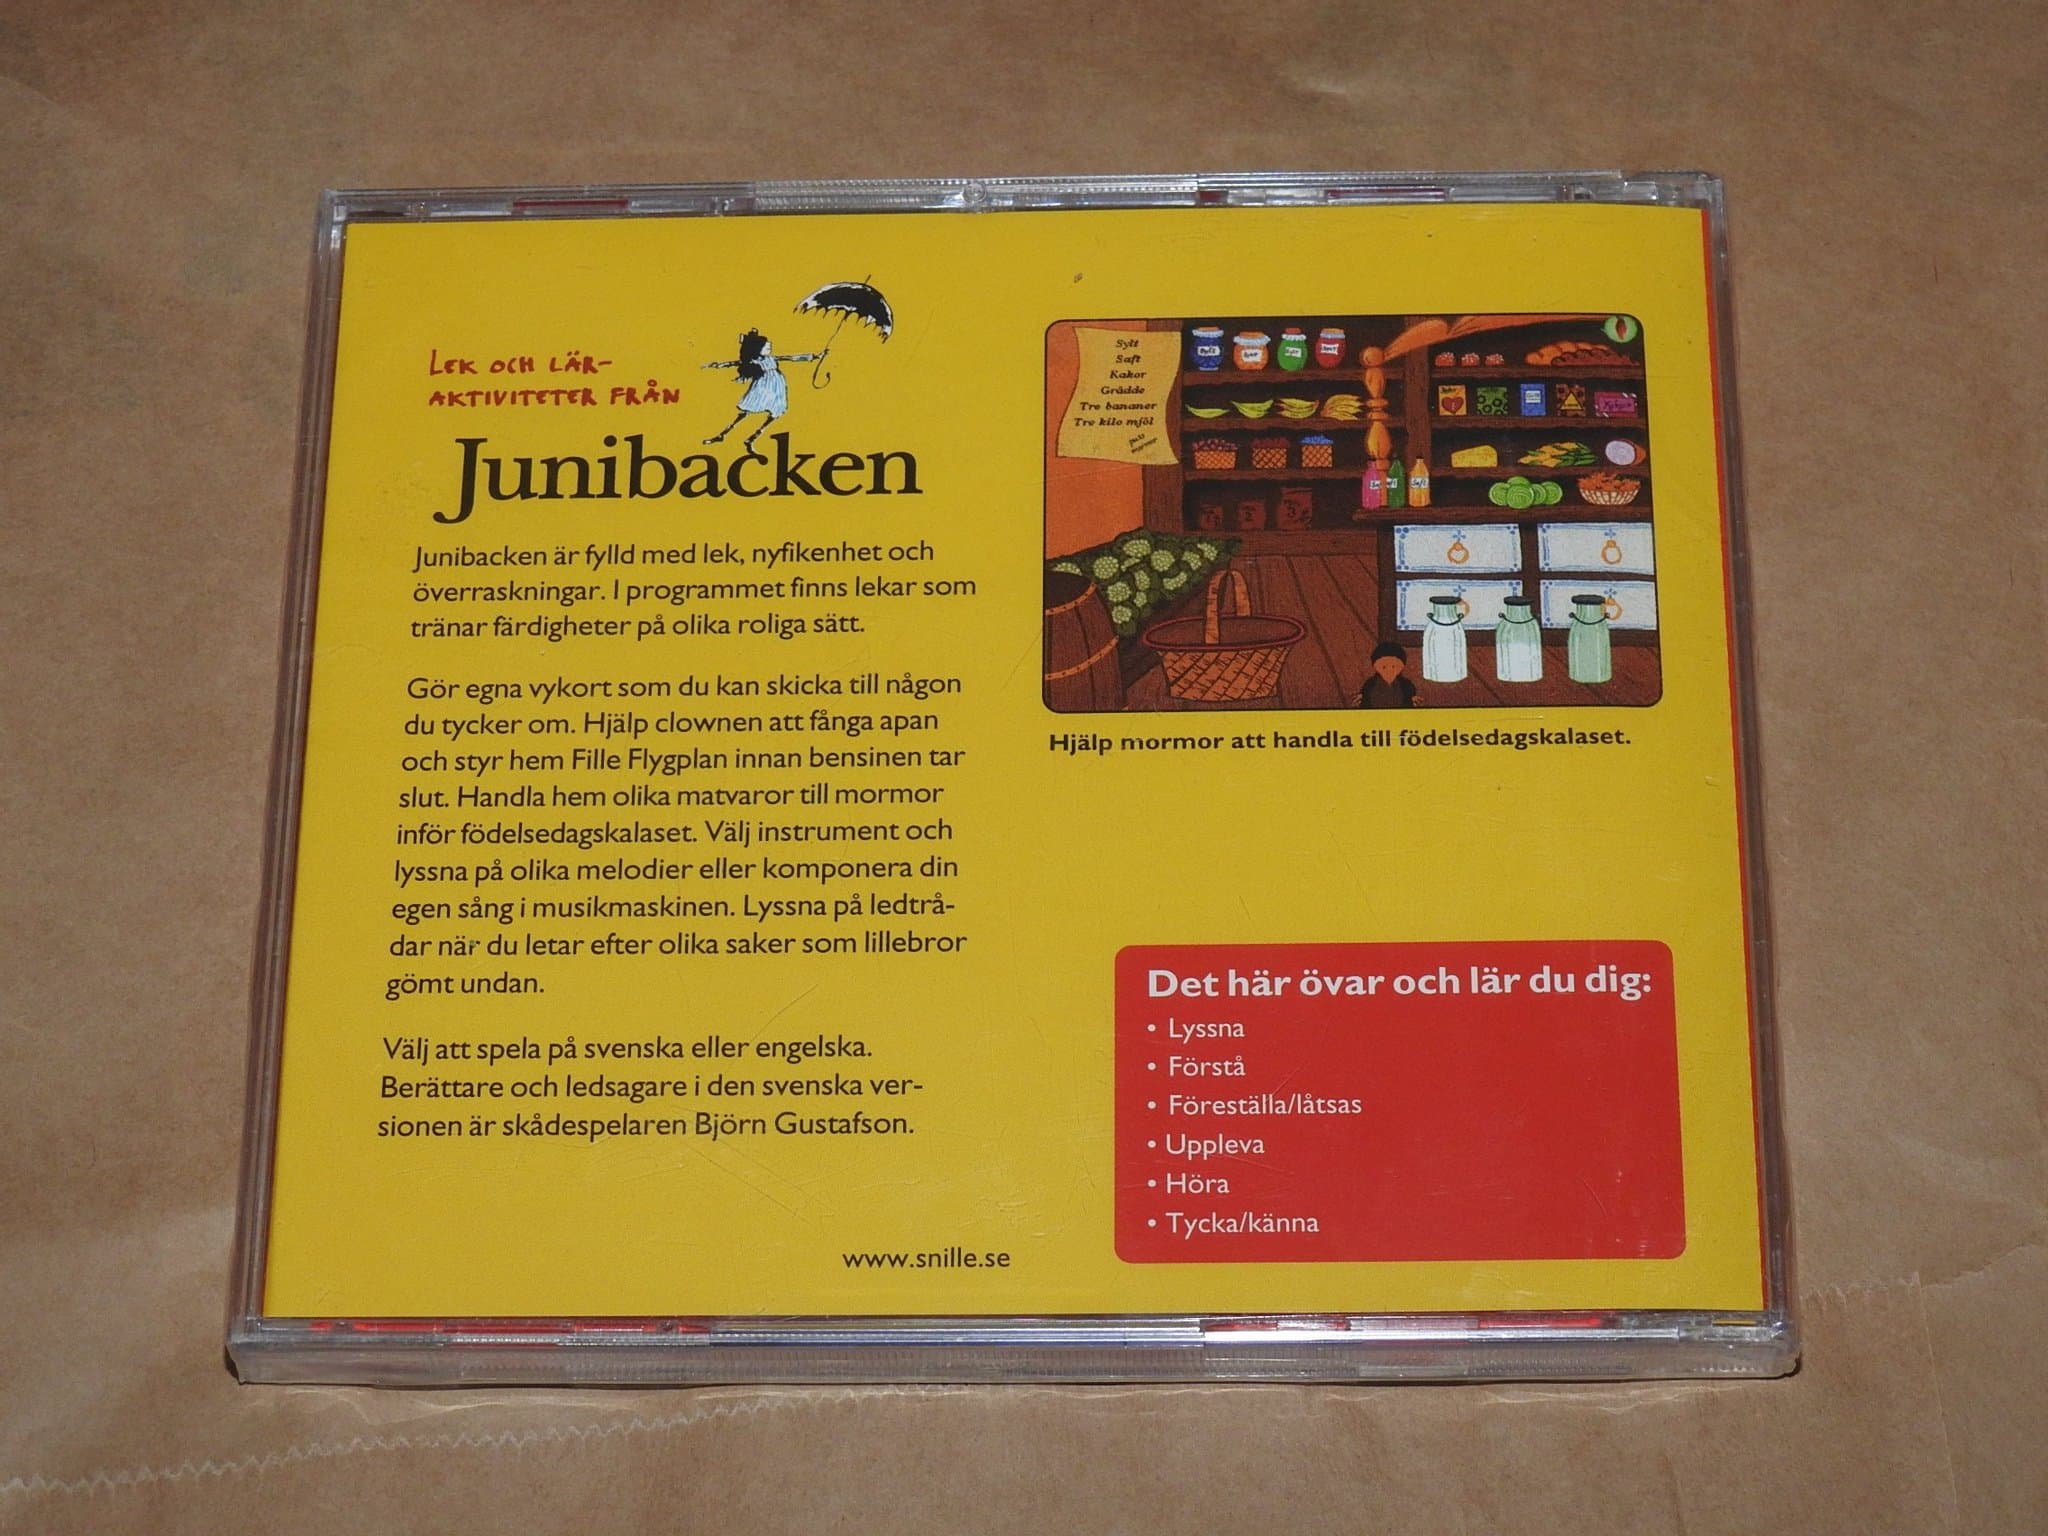 LEK OCH LÄR-
AKTIVITETER FRÅN
Junibacken
Junibacken är fylld med lek, nyfikenhet och
överraskningar. I programmet finns lekar som
tränar färdigheter på olika roliga sätt.
Gör egna vykort som du kan skicka till någon
du tycker om. Hjälp clownen att fånga apan
och styr hem Fille Flygplan innan bensinen tar
slut. Handla hem olika matvaror till mormor
inför födelsedagskalaset. Välj instrument och
lyssna på olika melodier eller komponera din
egen sång i musikmaskinen. Lyssna på ledtrå-
dar när du letar efter olika saker som lillebror
gömt undan.
Välj att spela på svenska eller engelska.
Berättare och ledsagare i den svenska ver-
sionen är skådespelaren Björn Gustafson.
www.snille.se
Sylt
Saft
Kakor
Grädde
Tre bananer
Tre kilo mjöl
puss
mormor
Hjälp mormor att handla till födelsedagskalaset.
Det här övar och lär du dig:
• Lyssna
• Förstå
• Föreställa/låtsas
• Uppleva
• Höra
• Tycka/känna